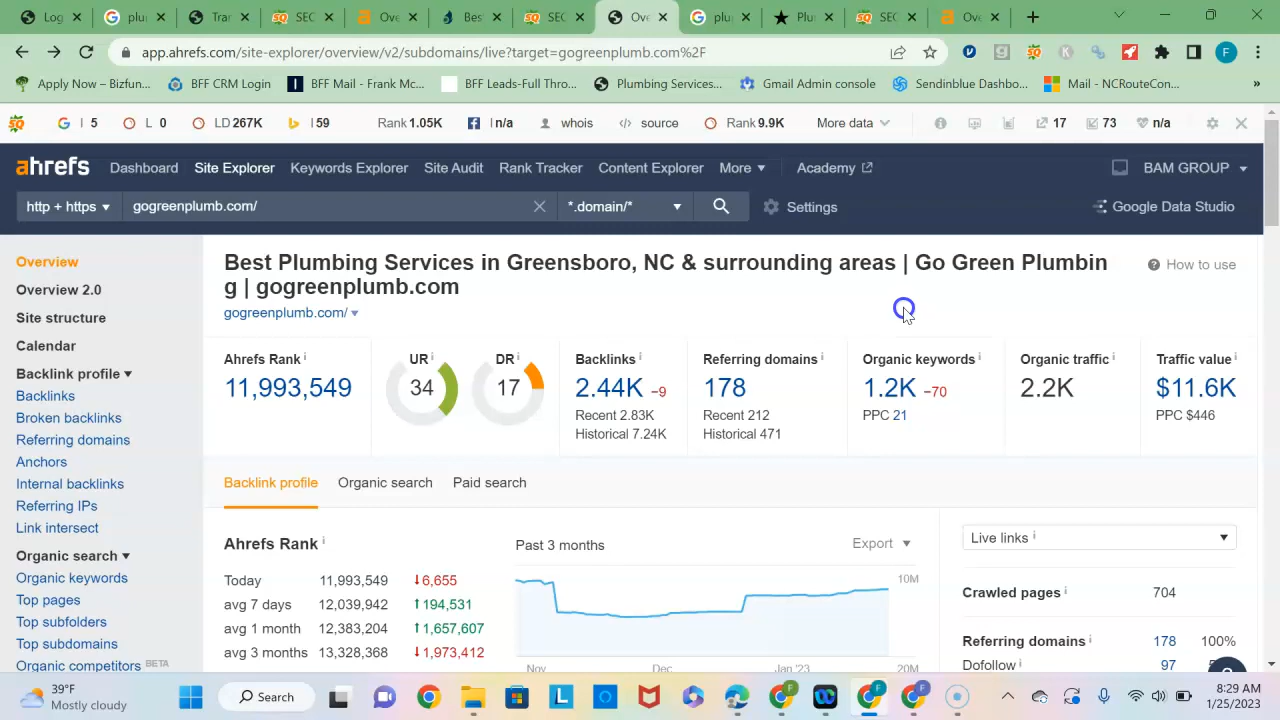 Log
plu
Tra
SEC
Ove
Bes
SEC
Ove
plu
Plu
SEC
Ove
app.ahrefs.com/site-explorer/overview/v2/subdomains/live?target=gogreenplumb.com%2F
F
Apply Now - Bizfun...
BFF CRM Login
BFF Mail - Frank Mc...
BFF Leads-Full Thro...
Plumbing Services...
Gmail Admin console
Sendinblue Dashbo...
Mail - NCRouteCon...
»
I 5
L 0
LD 267K
I 59
Rank 1.05K
I n/a
whois
source
Rank 9.9K
More data
17
73
n/a
ahrefs
Dashboard
Site Explorer
Keywords Explorer
Site Audit
Rank Tracker
Content Explorer
More
Academy
BAM GROUP
http + https
gogreenplumb.com/
*.domain/*
Settings
Google Data Studio
Overview
Overview 2.0
Site structure
Calendar
Backlink profile
Backlinks
Broken backlinks
Referring domains
Anchors
Internal backlinks
Referring IPs
Link intersect
Organic search
Organic keywords
Top pages
Top subfolders
Top subdomains
Organic competitors BETA
Best Plumbing Services in Greensboro, NC & surrounding areas | Go Green Plumbin
g | gogreenplumb.com
How to use
gogreenplumb.com/
Ahrefs Rank
11,993,549
UR
34
DR
17
Backlinks
2.44K -9
Recent 2.83K
Historical 7.24K
Referring domains
178
Recent 212
Historical 471
Organic keywords
1.2K -70
PPC 21
Organic traffic
2.2K
Traffic value
$11.6K
PPC $446
Backlink profile
Organic search
Paid search
Ahrefs Rank
Today 11,993,549 ↓6,655
avg 7 days 12,039,942 ↑194,531
avg 1 month 12,383,204 ↑1,657,607
avg 3 months 13,328,368 ↓1,973,412
Past 3 months
Export
10M
Nov
Dec
Jan '23
20M
Live links
Crawled pages 704
Referring domains 178 100%
Dofollow 97
39°F
Mostly cloudy
Search
8:29 AM
1/25/2023